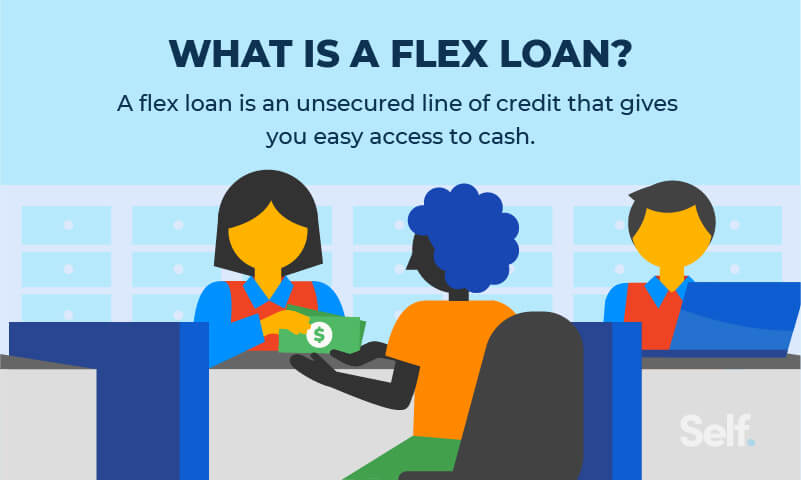 WHAT IS A FLEX LOAN?
A flex loan is an unsecured line of credit that gives
you easy access to cash.
$
Self.